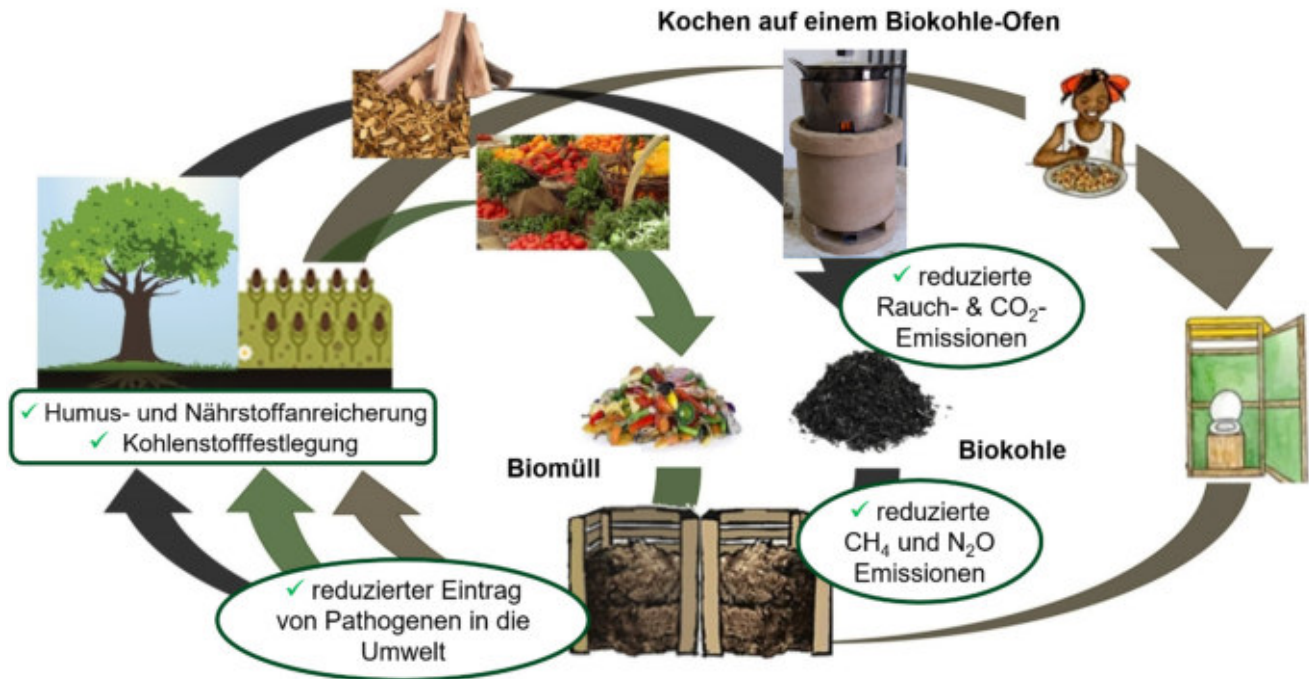 Kochen auf einem Biokohle-Ofen
✓ reduzierte
Rauch- & CO₂-
Emissionen
✓ Humus- und Nährstoffanreicherung
✓ Kohlenstofffestlegung
Biomüll
Biokohle
✓ reduzierte
CH₄ und N₂O
Emissionen
✓ reduzierter Eintrag
von Pathogenen in die
Umwelt